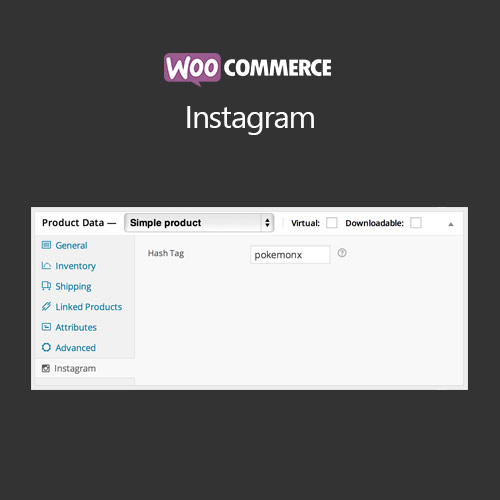 WOO COMMERCE
Instagram
Product Data — Simple product Virtual: Downloadable:
General
Hash Tag pokemonx ?
Inventory
Shipping
Linked Products
Attributes
Advanced
Instagram